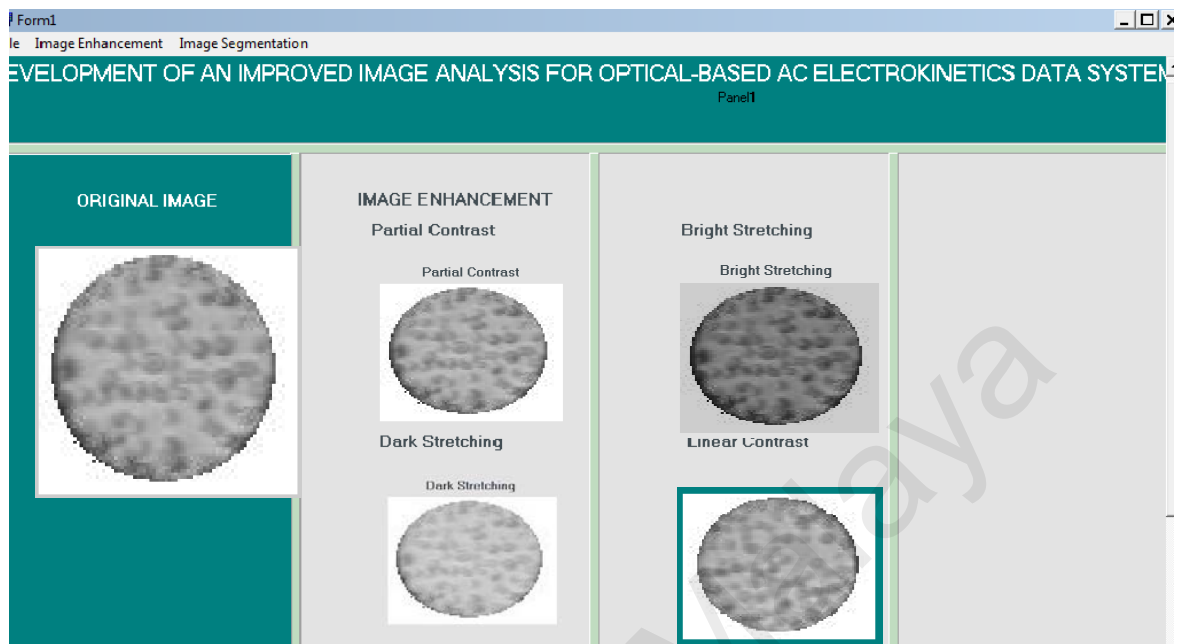 Form1
le Image Enhancement Image Segmentation
EVELOPMENT OF AN IMPROVED IMAGE ANALYSIS FOR OPTICAL-BASED AC ELECTROKINETICS DATA SYSTEM
Panel1
ORIGINAL IMAGE
IMAGE ENHANCEMENT
Partial Contrast
Bright Stretching
Partial Contrast
Bright Stretching
Dark Stretching
Linear Contrast
Dark Stretching
Malaya